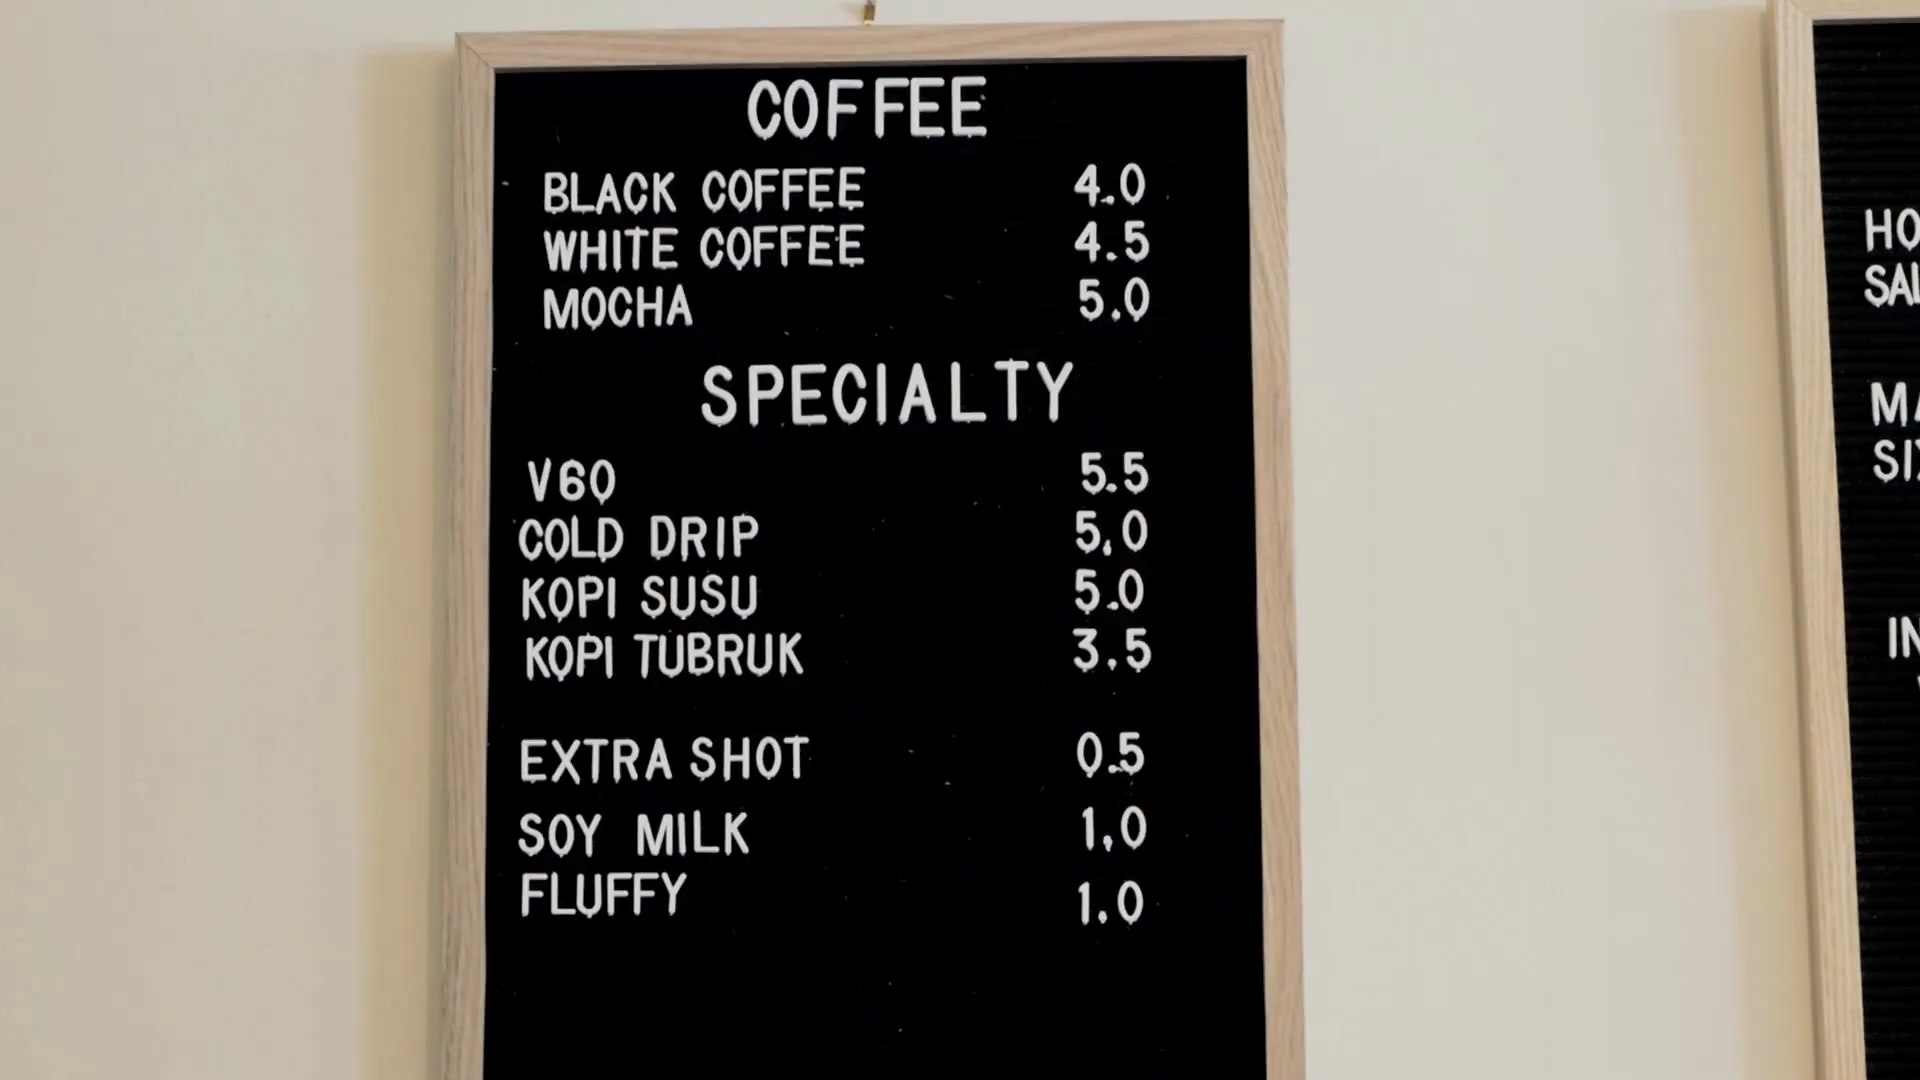 COFFEE
BLACK COFFEE 4.0
WHITE COFFEE 4.5
MOCHA 5.0
SPECIALTY
V60 5.5
COLD DRIP 5.0
KOPI SUSU 5.0
KOPI TUBRUK 3.5
EXTRA SHOT 0.5
SOY MILK 1.0
FLUFFY 1.0